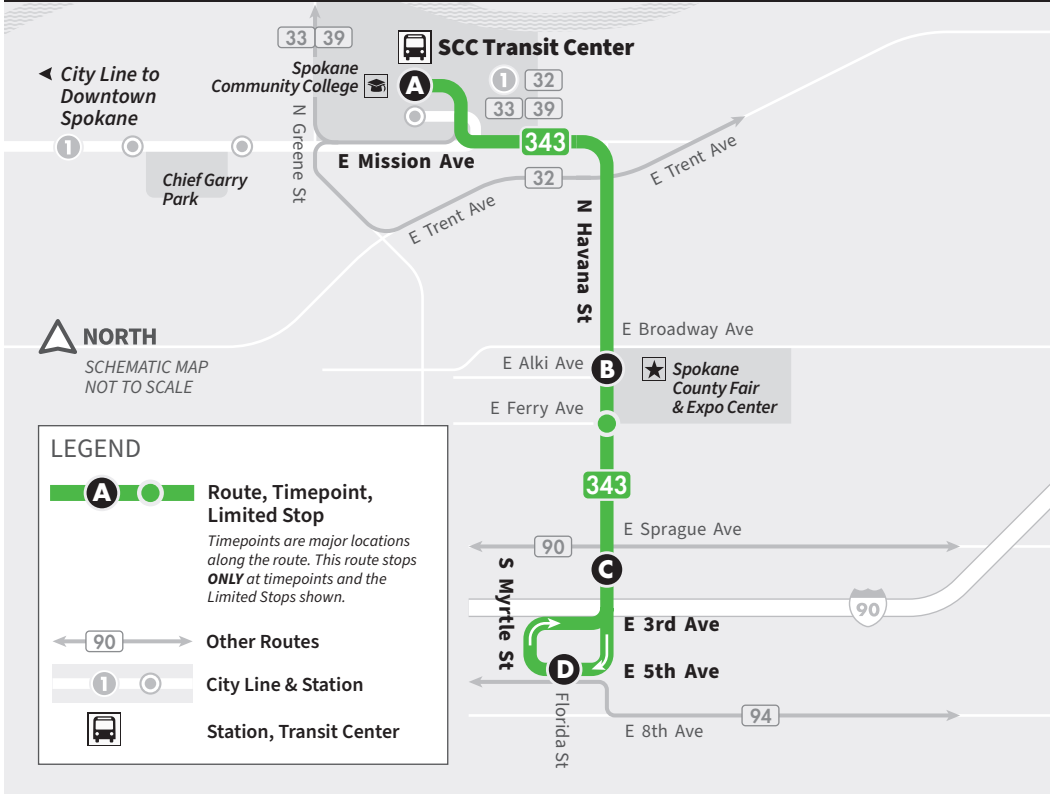 33 39
SCC Transit Center
Spokane
Community College
A
1 32
33 39
City Line to
Downtown
Spokane
1
N Greene St
343
E Mission Ave
Chief Garry
Park
32
E Trent Ave
E Trent Ave
N Havana St
NORTH
SCHEMATIC MAP
NOT TO SCALE
E Broadway Ave
E Alki Ave
B
Spokane
County Fair
& Expo Center
E Ferry Ave
343
E Sprague Ave
90
C
S Myrtle St
90
E 3rd Ave
D
E 5th Ave
Florida St
94
E 8th Ave
LEGEND
A
Route, Timepoint,
Limited Stop
Timepoints are major locations
along the route. This route stops
ONLY at timepoints and the
Limited Stops shown.
90
Other Routes
1
City Line & Station
Station, Transit Center